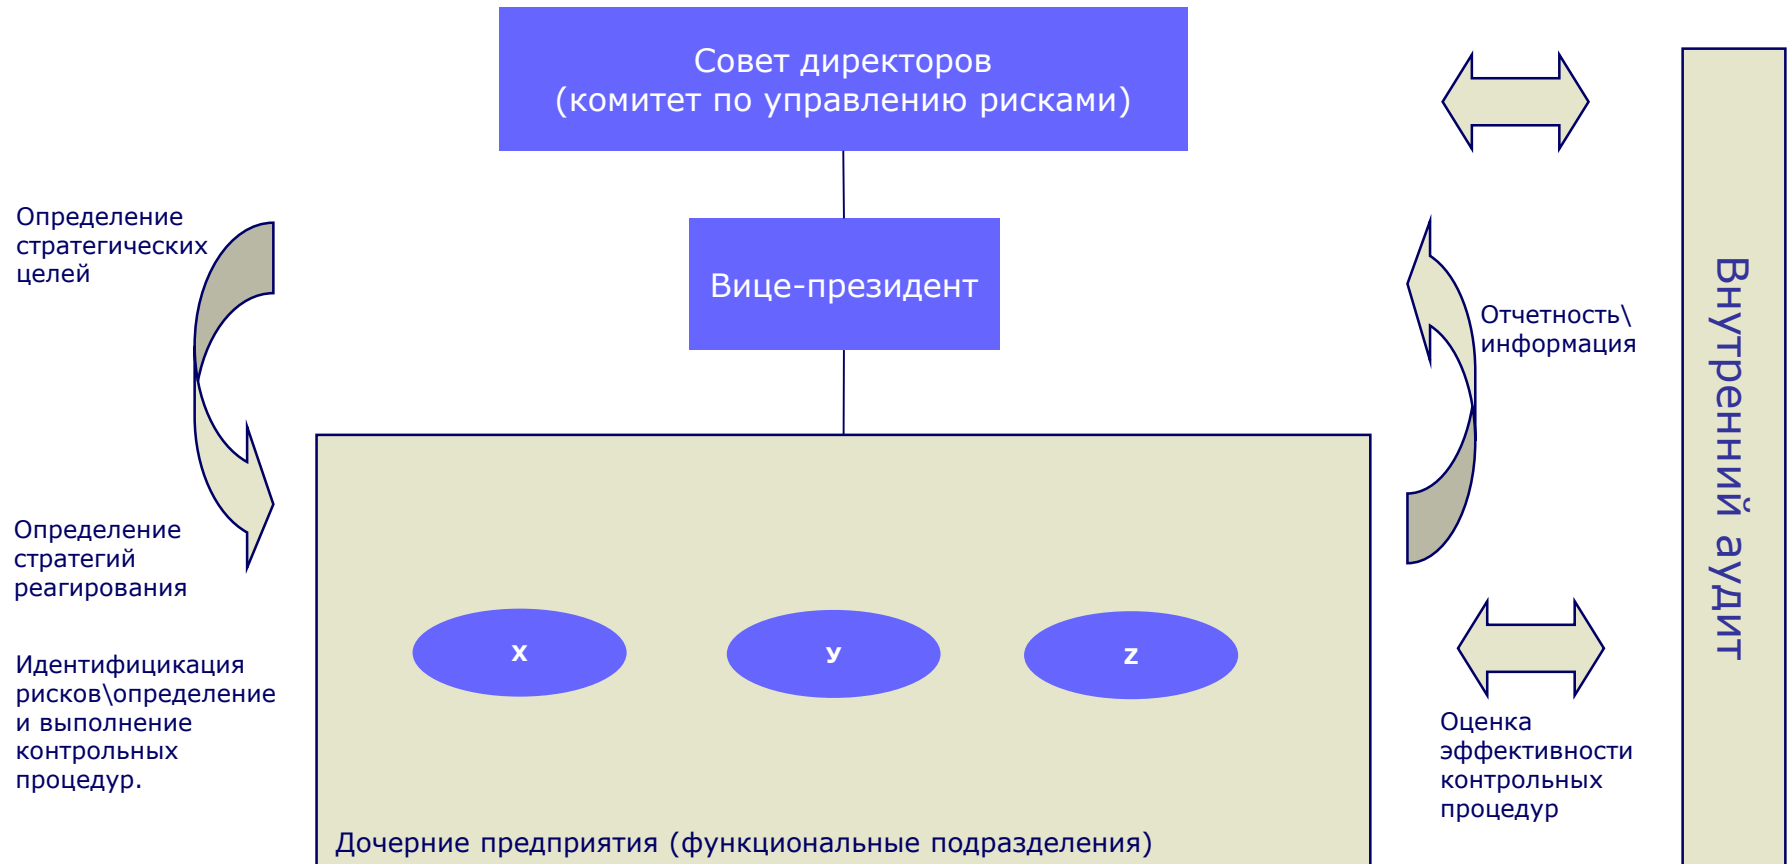 Совет директоров
(комитет по управлению рисками)
Определение
стратегических
целей
Вице-президент
Отчетность\
информация
Внутренний аудит
Определение
стратегий
реагирования
Идентифицикация
рисков\определение
и выполнение
контрольных
процедур.
X
У
Z
Оценка
эффективности
контрольных
процедур
Дочерние предприятия (функциональные подразделения)